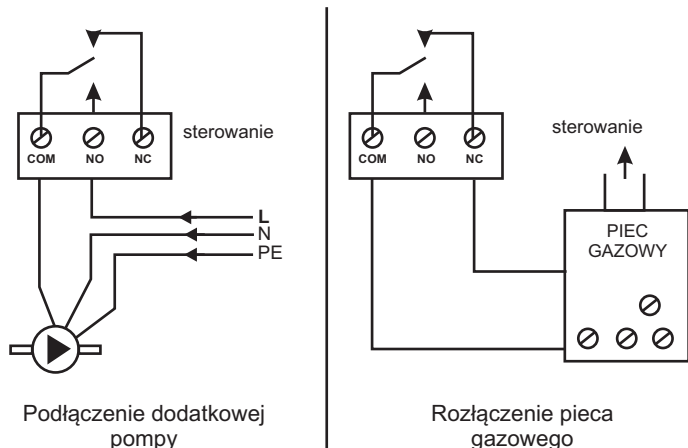 sterowanie
COM NO NC
L
N
PE
Podłączenie dodatkowej
pompy
sterowanie
COM NO NC
PIEC
GAZOWY
Rozłączenie pieca
gazowego